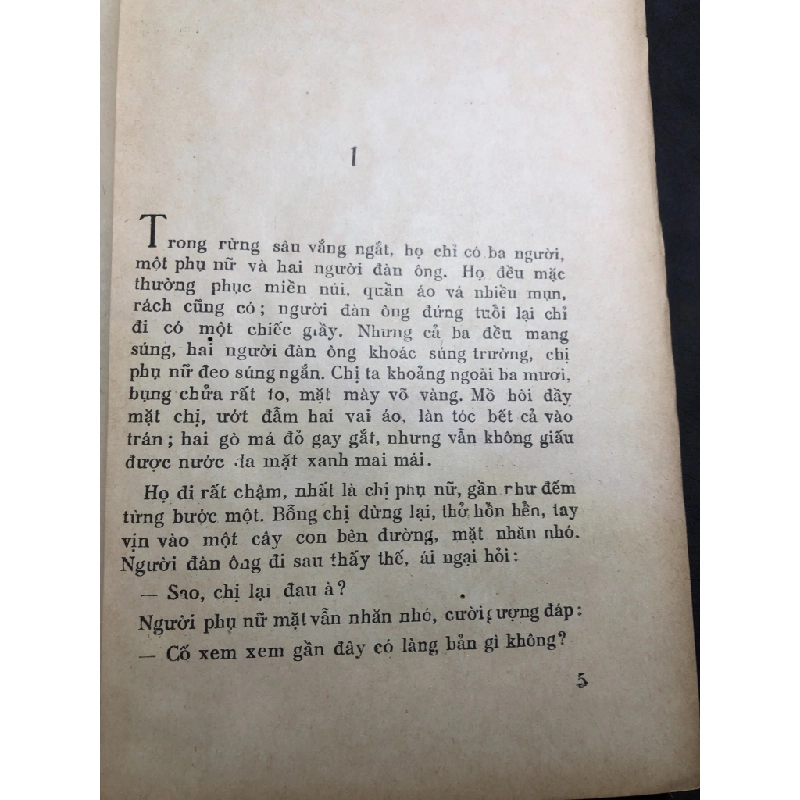 1
Trong rừng sâu vắng ngắt, họ chỉ có ba người,
một phụ nữ và hai người đàn ông. Họ đều mặc
thường phục miền núi, quần áo vá nhiều mụn,
rách cũng có; người đàn ông đứng tuổi lại chỉ
đi có một chiếc giầy. Nhưng cả ba đều mang
súng, hai người đàn ông khoác súng trường, chị
phụ nữ đeo súng ngắn. Chị ta khoảng ngoài ba mươi,
bụng chửa rất to, mặt mày võ vàng. Mồ hôi đầy
mặt chị, ướt đẫm hai vai áo, làn tóc bết cả vào
trán; hai gò má đỏ gay gắt, nhưng vẫn không giấu
được nước da mặt xanh mai mái.
Họ đi rất chậm, nhất là chị phụ nữ, gần như đếm
từng bước một. Bỗng chị dừng lại, thở hổn hển, tay
vịn vào một cây con bên đường, mặt nhăn nhó.
Người đàn ông đi sau thấy thế, ái ngại hỏi:
— Sao, chị lại đau à?
Người phụ nữ mặt vẫn nhăn nhó, cười gượng đáp:
— Cố xem xem gần đây có làng bản gì không?
5